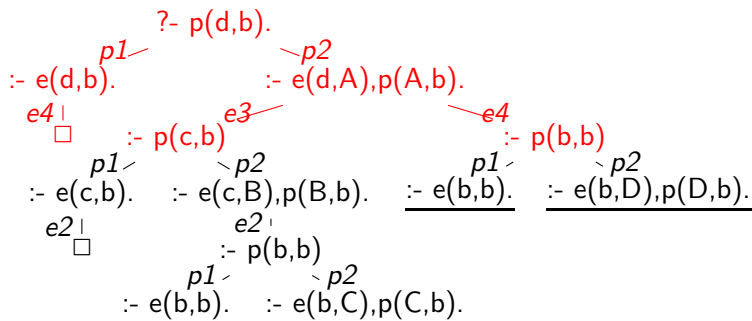 ?- p(d,b).
p1 p2
:- e(d,b). :- e(d,A),p(A,b).
e4 e3 e4
□ :- p(c,b) :- p(b,b)
p1 p2 p1 p2
:- e(c,b). :- e(c,B),p(B,b). :- e(b,b). :- e(b,D),p(D,b).
e2 e2
□ :- p(b,b)
p1 p2
:- e(b,b). :- e(b,C),p(C,b).